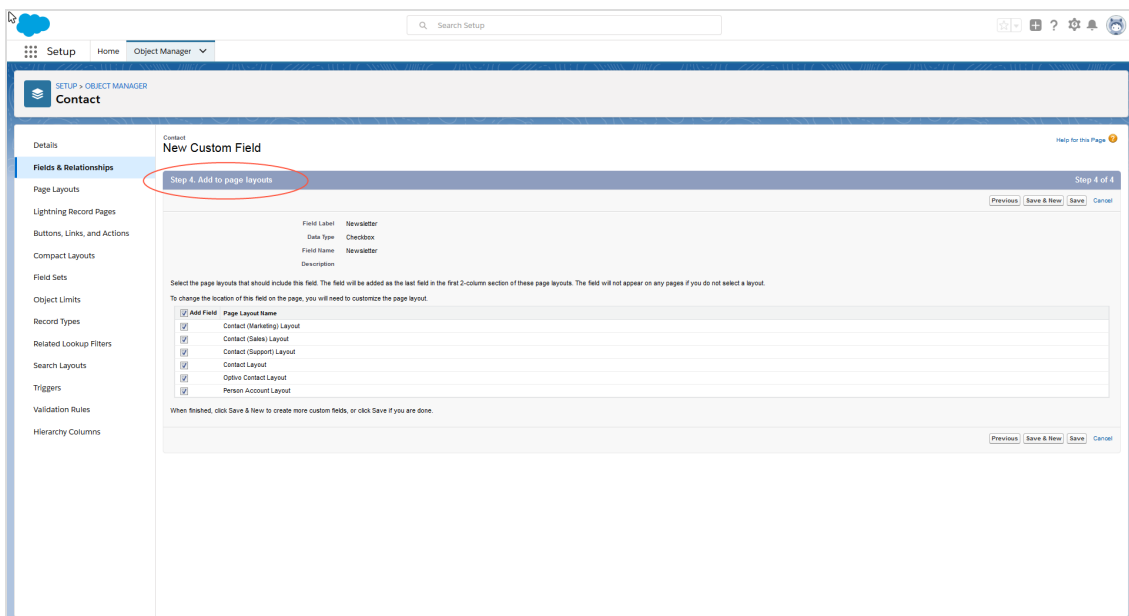 Search Setup
Setup Home Object Manager
SETUP > OBJECT MANAGER
Contact
Details
Fields & Relationships
Page Layouts
Lightning Record Pages
Buttons, Links, and Actions
Compact Layouts
Field Sets
Object Limits
Record Types
Related Lookup Filters
Search Layouts
Triggers
Validation Rules
Hierarchy Columns
Contact
New Custom Field
Help for this Page
Step 4. Add to page layouts Step 4 of 4
Previous Save & New Save Cancel
Field Label Newsletter
Data Type Checkbox
Field Name Newsletter
Description
Select the page layouts that should include this field. The field will be added as the last field in the first 2-column section of these page layouts. The field will not appear on any pages if you do not select a layout.
To change the location of this field on the page, you will need to customize the page layout.
Add Field Page Layout Name
Contact (Marketing) Layout
Contact (Sales) Layout
Contact (Support) Layout
Contact Layout
Optivo Contact Layout
Person Account Layout
When finished, click Save & New to create more custom fields, or click Save if you are done.
Previous Save & New Save Cancel